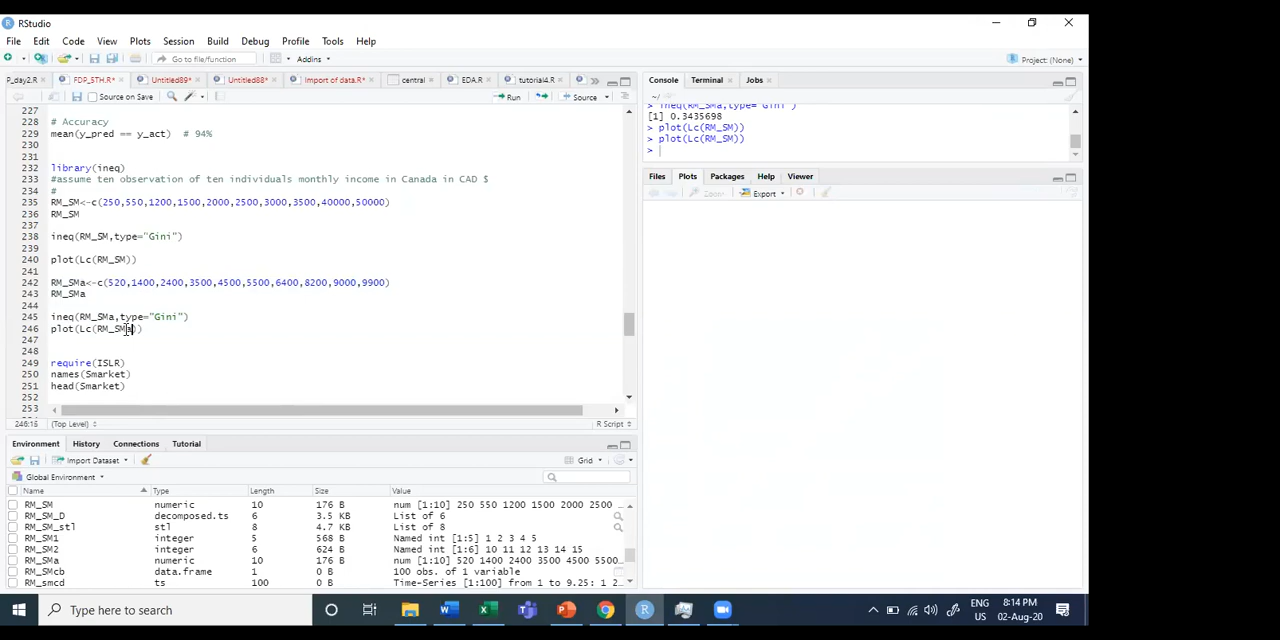 RStudio
File Edit Code View Plots Session Build Debug Profile Tools Help
Go to file/function Addins Project: (None)
P_day2.R FDP_STH.R* Untitled89* Untitled88* Import of data.R* central EDA.R tutorial4.R
Source on Save Run Source
227
228 # Accuracy
229 mean(y_pred == y_act) # 94%
230
231
232 library(ineq)
233 #assume ten observation of ten individuals monthly income in Canada in CAD $
234 #
235 RM_SM<-c(250,550,1200,1500,2000,2500,3000,3500,40000,50000)
236 RM_SM
237
238 ineq(RM_SM,type="Gini")
239
240 plot(Lc(RM_SM))
241
242 RM_SMa<-c(520,1400,2400,3500,4500,5500,6400,8200,9000,9900)
243 RM_SMa
244
245 ineq(RM_SMa,type="Gini")
246 plot(Lc(RM_SMa))
247
248
249 require(ISLR)
250 names(Smarket)
251 head(Smarket)
252
253
(Top Level) R Script
Environment History Connections Tutorial
Import Dataset Grid
Global Environment
Name Type Length Size Value
RM_SM numeric 10 176 B num [1:10] 250 550 1200 1500 2000 2500 ...
RM_SM_D decomposed.ts 6 3.5 KB List of 6
RM_SM_stl stl 8 4.7 KB List of 8
RM_SM1 integer 5 568 B Named int [1:5] 1 2 3 4 5
RM_SM2 integer 6 624 B Named int [1:6] 10 11 12 13 14 15
RM_SMa numeric 10 176 B num [1:10] 520 1400 2400 3500 4500 5500...
RM_SMcb data.frame 1 0 B 100 obs. of 1 variable
RM_smcd ts 100 0 B Time-Series [1:100] from 1 to 9.25: 1 2...
Console Terminal Jobs
~/
> ineq(RM_SMa,type="Gini")
[1] 0.3435698
> plot(Lc(RM_SM))
> plot(Lc(RM_SM))
>
Files Plots Packages Help Viewer
Zoom Export
Type here to search
ENG
US
8:14 PM
02-Aug-20